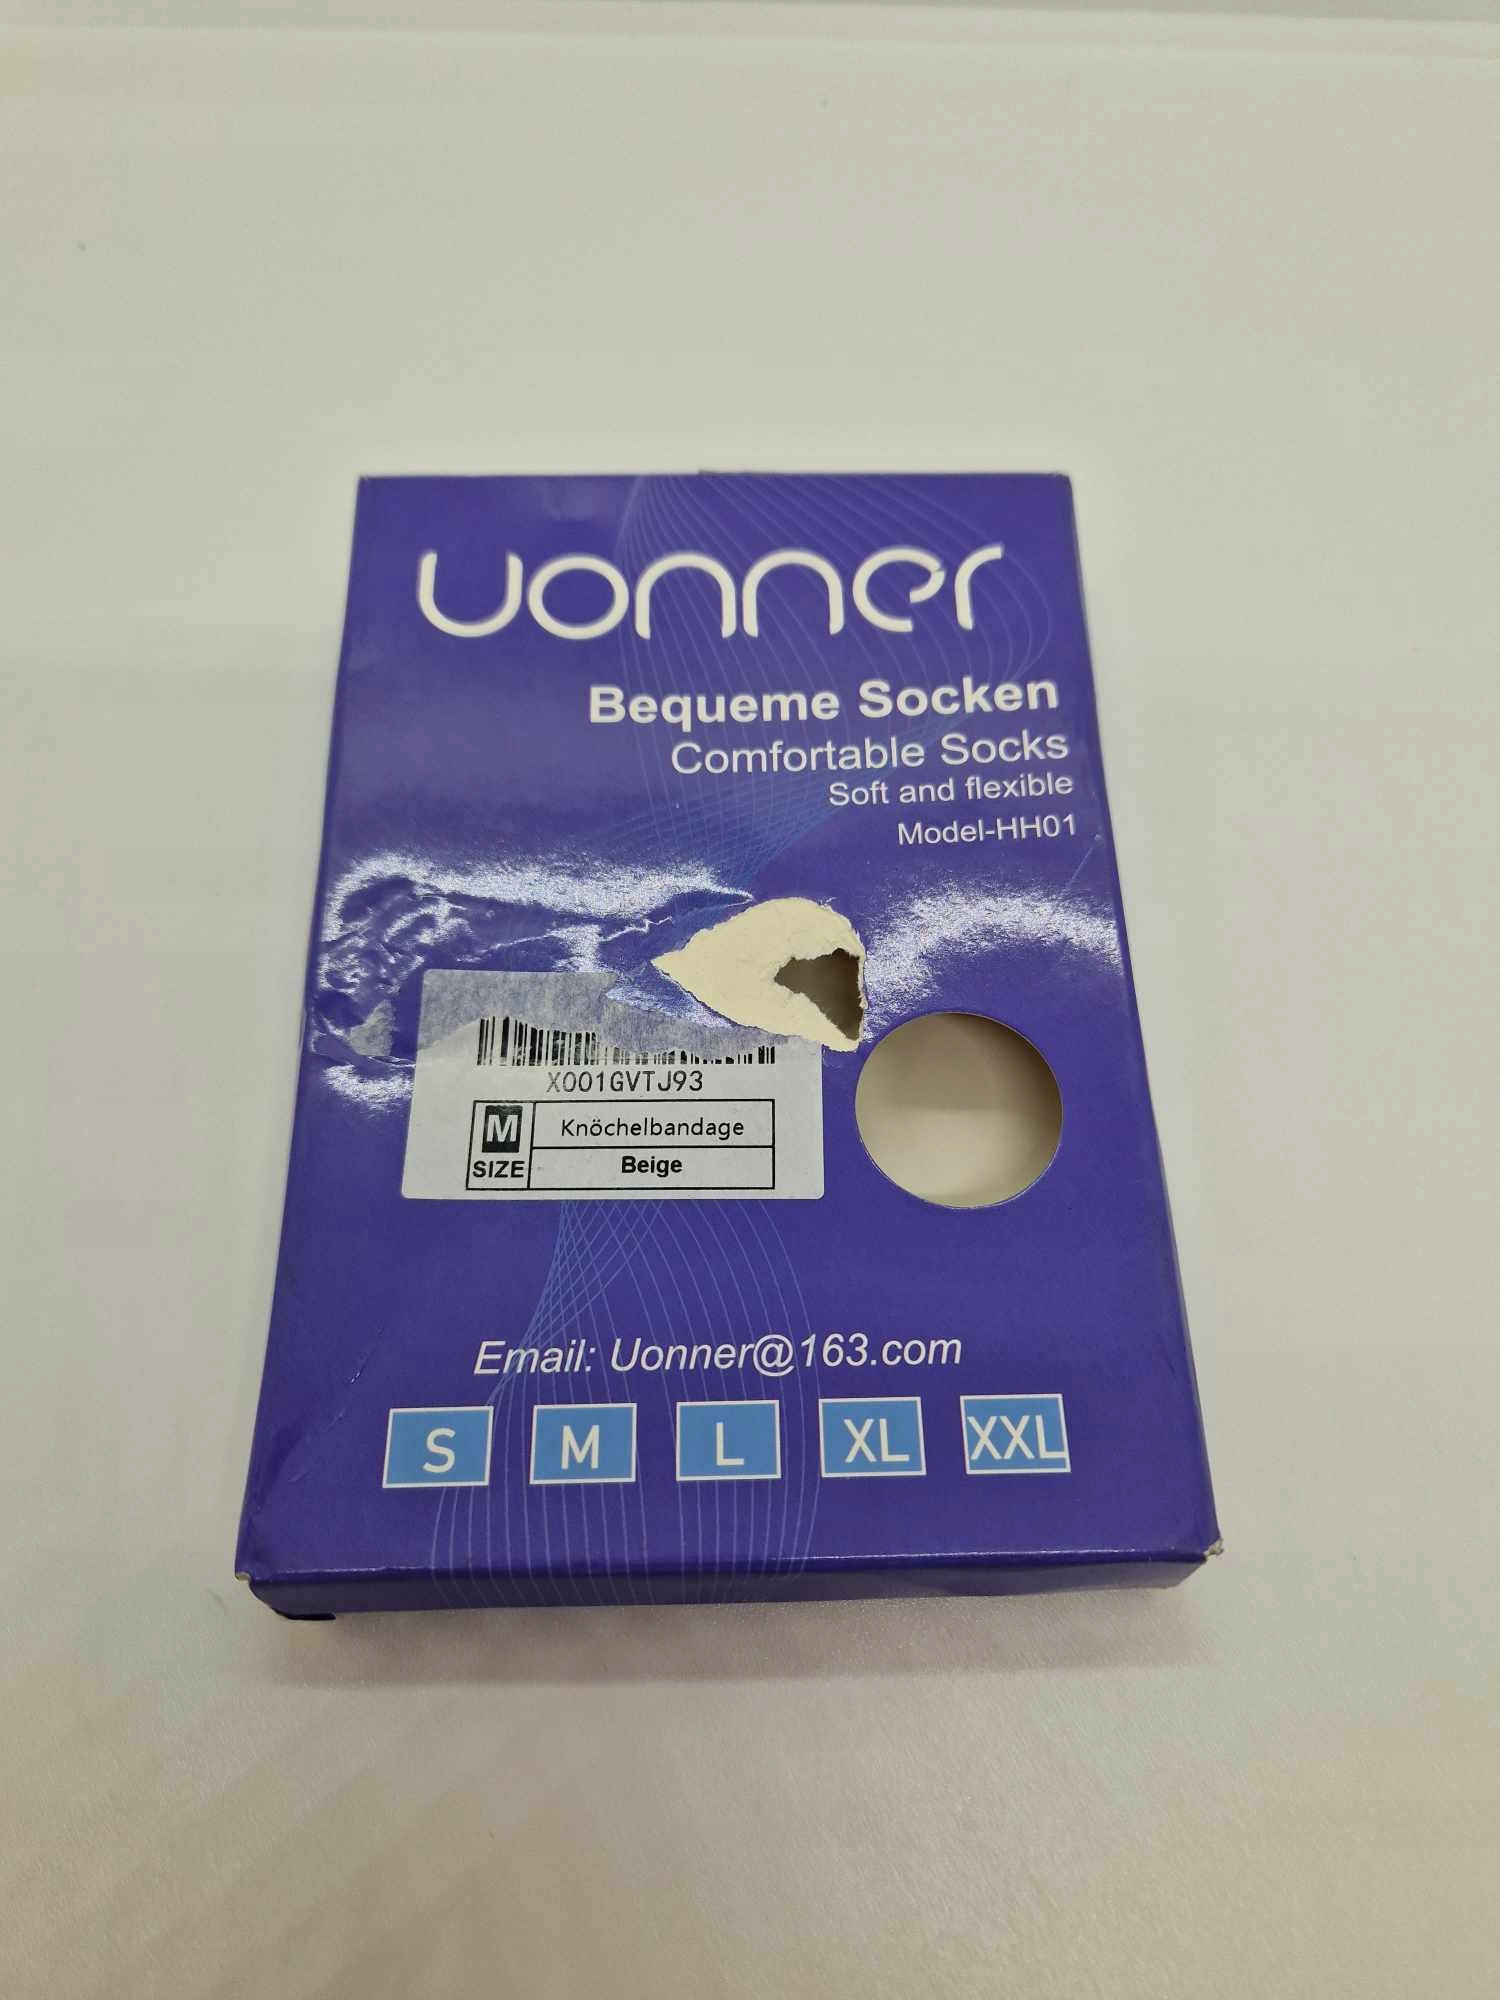 uonner
Bequeme Socken
Comfortable Socks
Soft and flexible
Model-HH01
X001GVTJ93
M
SIZE
Knöchelbandage
Beige
Email: Uonner@163.com
S M L XL XXL